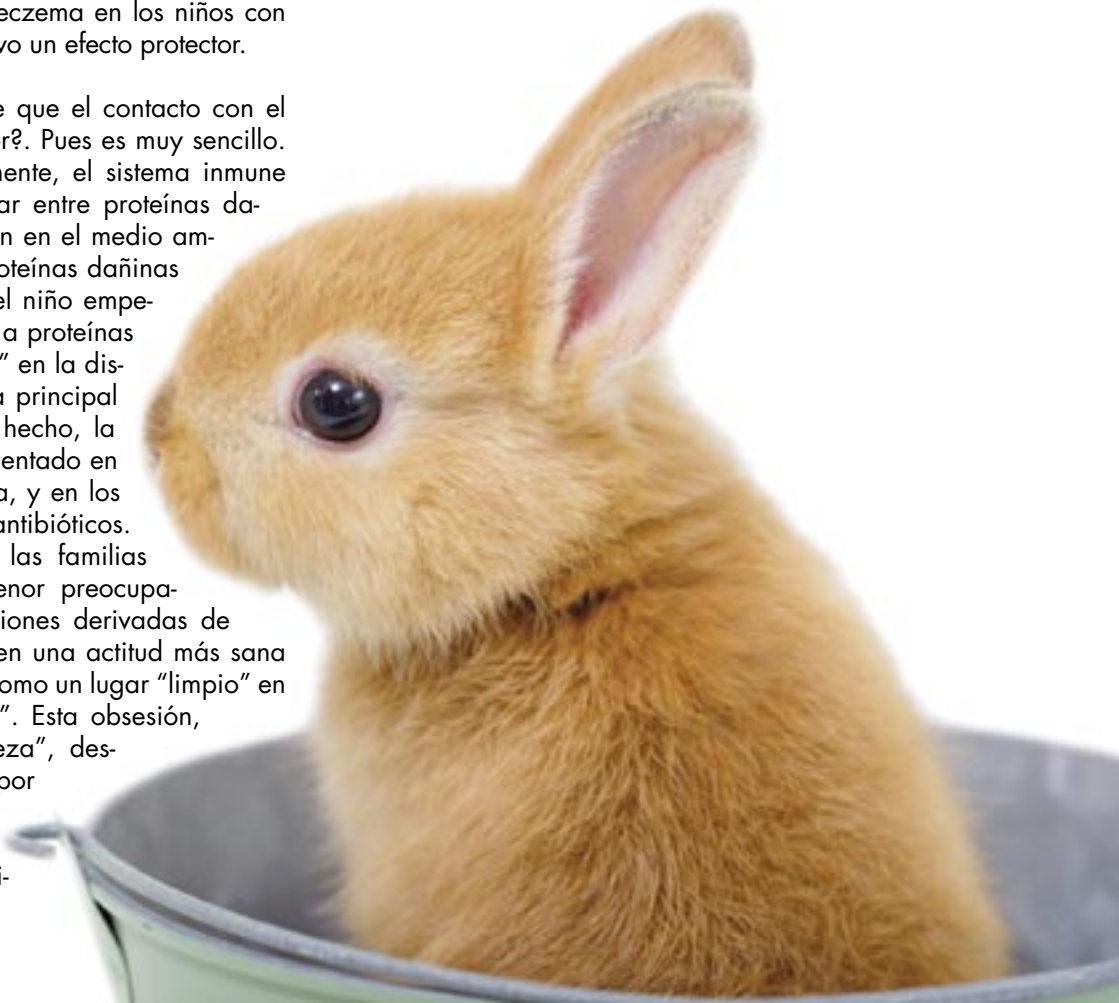 eczema en los niños con
vo un efecto protector.
e que el contacto con el
or?. Pues es muy sencillo.
mente, el sistema inmune
ar entre proteínas da-
n en el medio am-
oteínas dañinas
el niño empe-
a proteínas
” en la dis-
a principal
hecho, la
entado en
a, y en los
antibióticos.
las familias
enor preocupa-
iones derivadas de
en una actitud más sana
omo un lugar “limpio” en
”. Esta obsesión,
eza”, des-
por
i-